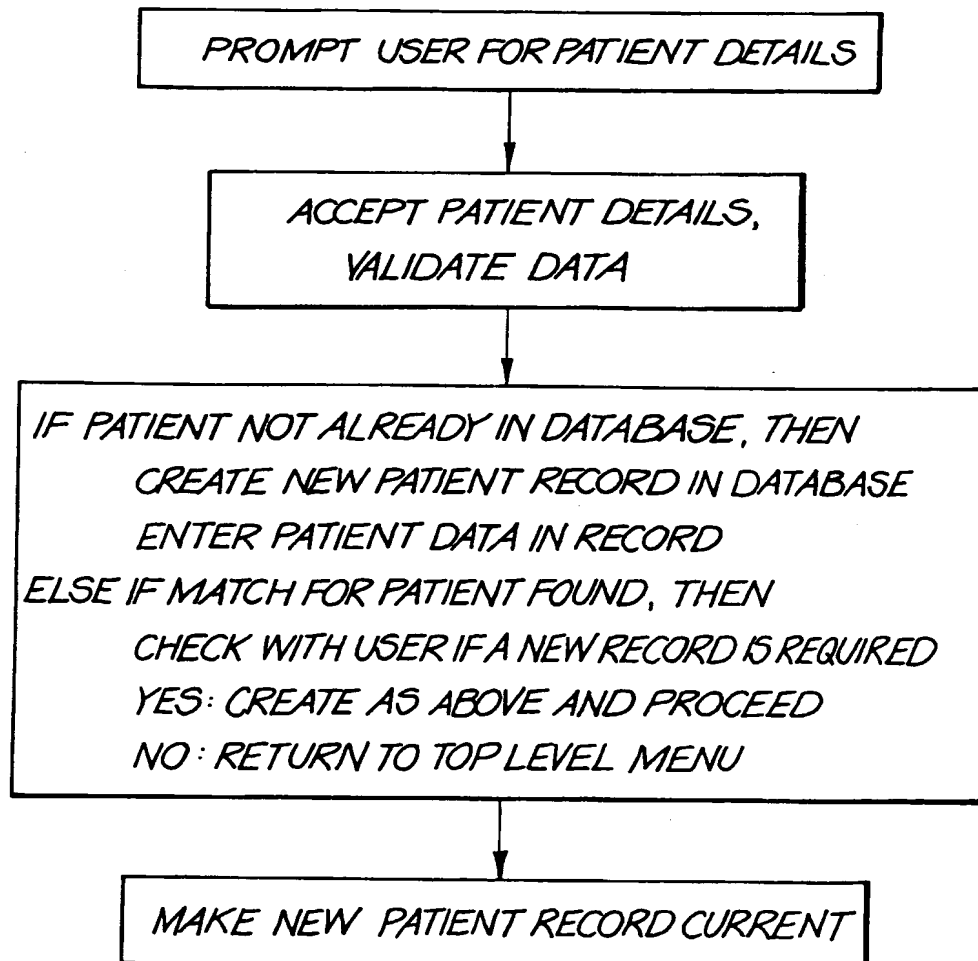 PROMPT USER FOR PATIENT DETAILS
ACCEPT PATIENT DETAILS,
VALIDATE DATA
IF PATIENT NOT ALREADY IN DATABASE, THEN
CREATE NEW PATIENT RECORD IN DATABASE
ENTER PATIENT DATA IN RECORD
ELSE IF MATCH FOR PATIENT FOUND, THEN
CHECK WITH USER IF A NEW RECORD IS REQUIRED
YES: CREATE AS ABOVE AND PROCEED
NO: RETURN TO TOP LEVEL MENU
MAKE NEW PATIENT RECORD CURRENT